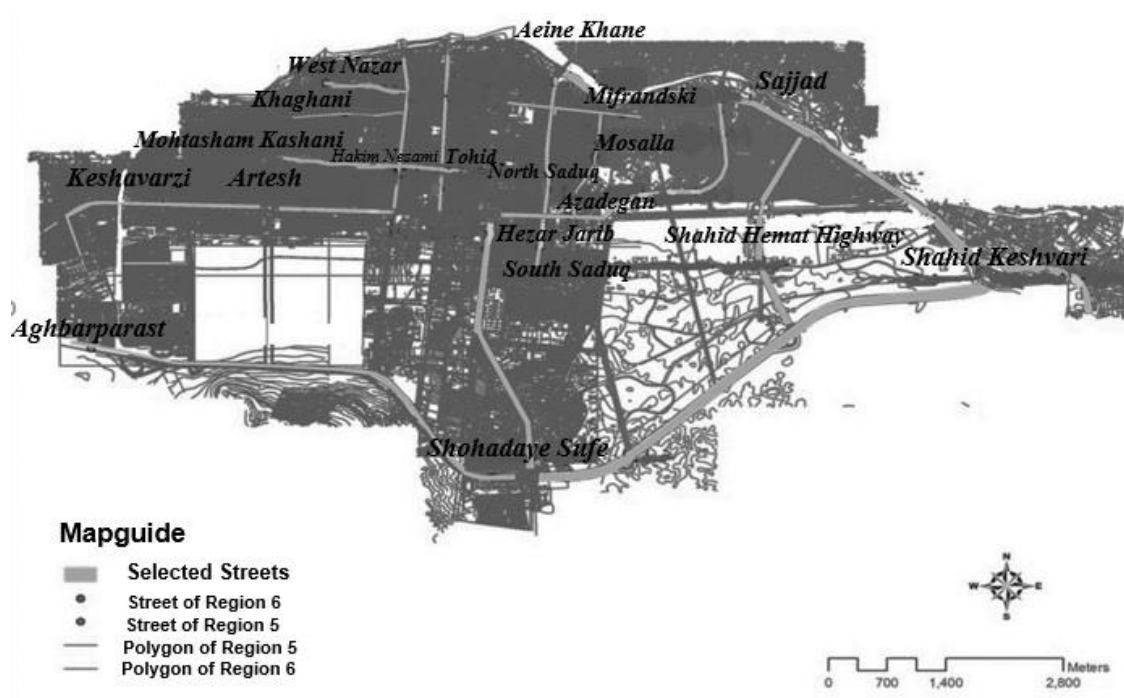 Aeine Khane
West Nazar
Sajjad
Khaghani
Mifrandski
Mohtasham Kashani
Mosalla
Hakim Nezami
Tohid
North Saduq
Keshavarzi
Artesh
Azadegan
Hezar Jarib
Shahid Hemat Highway
Shahid Keshvari
South Saduq
Aghbarparast
Shohadaye Sufe
Mapguide
Selected Streets
Street of Region 6
Street of Region 5
Polygon of Region 5
Polygon of Region 6
N
W E
S
Meters
0 700 1,400 2,800